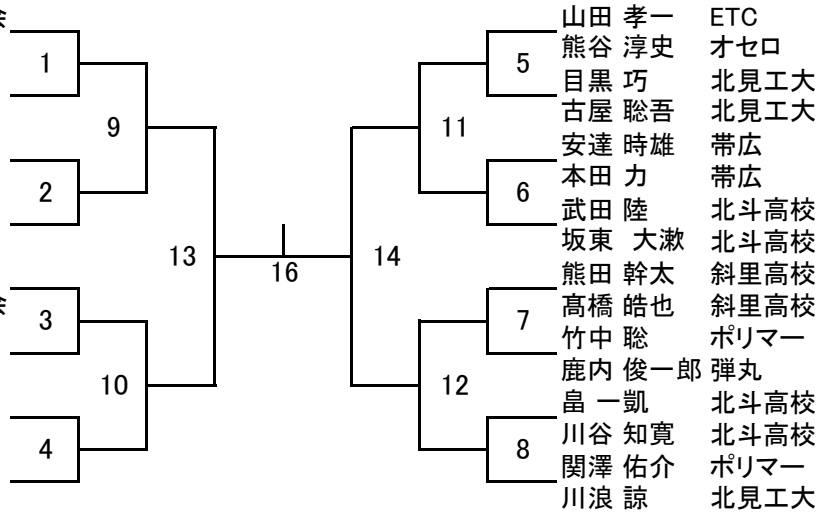 山田 孝一 ETC
熊谷 淳史 オセロ
目黒 巧 北見工大
古屋 聡吾 北見工大
安達 時雄 帯広
本田 力 帯広
武田 陸 北斗高校
坂東 大漱 北斗高校
熊田 幹太 斜里高校
髙橋 皓也 斜里高校
竹中 聡 ポリマー
鹿内 俊一郎 弾丸
畠 一凱 北斗高校
川谷 知寛 北斗高校
関澤 佑介 ポリマー
川浪 諒 北見工大
1
2
3
4
9
10
13
16
14
11
12
5
6
7
8